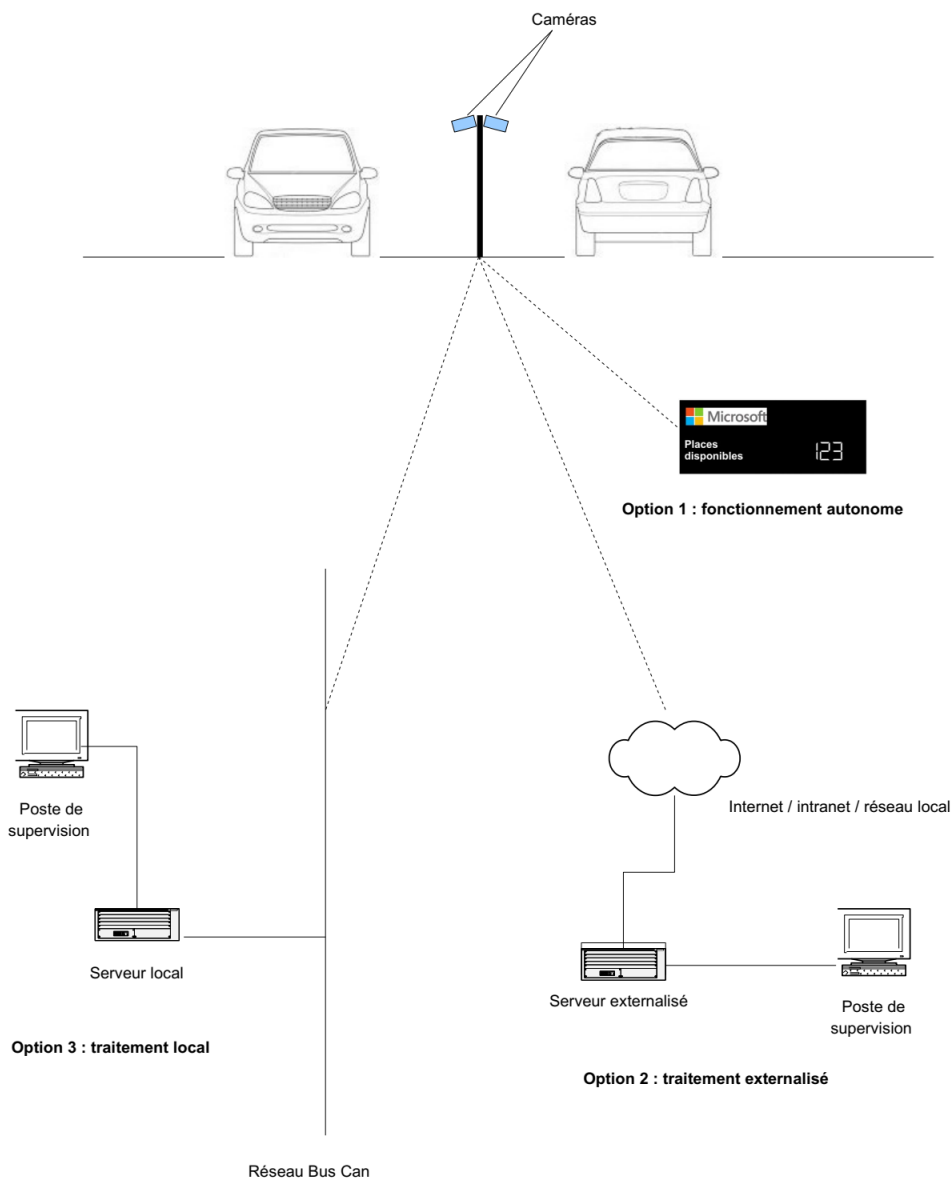 Caméras
Microsoft
Places
disponibles
123
Option 1 : fonctionnement autonome
Poste de
supervision
Internet / intranet / réseau local
Serveur local
Serveur externalisé
Poste de
supervision
Option 3 : traitement local
Option 2 : traitement externalisé
Réseau Bus Can